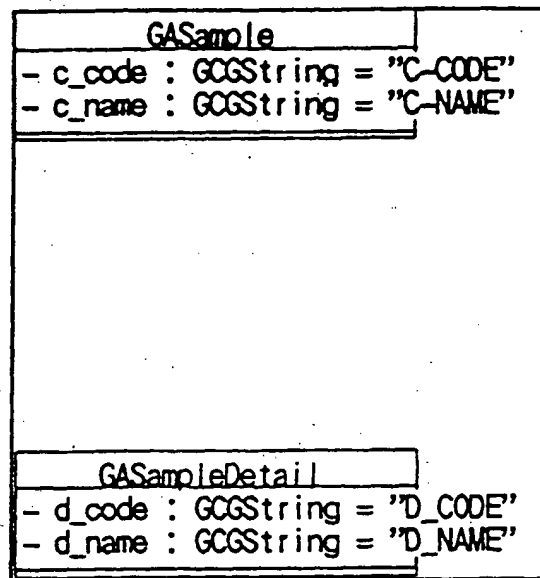 GASample
- c_code : GCGString = "C-CODE"
- c_name : GCGString = "C-NAME"
GASampleDetail
- d_code : GCGString = "D_CODE"
- d_name : GCGString = "D_NAME"